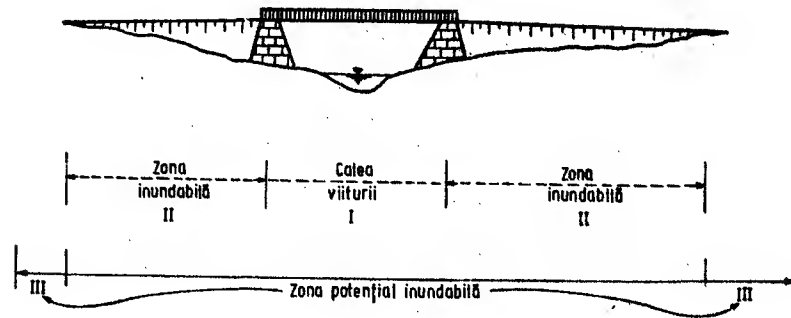 Zona
inundabilă
II
Calea
viiturii
I
Zona
inundabilă
II
III
Zona potențial inundabilă
III